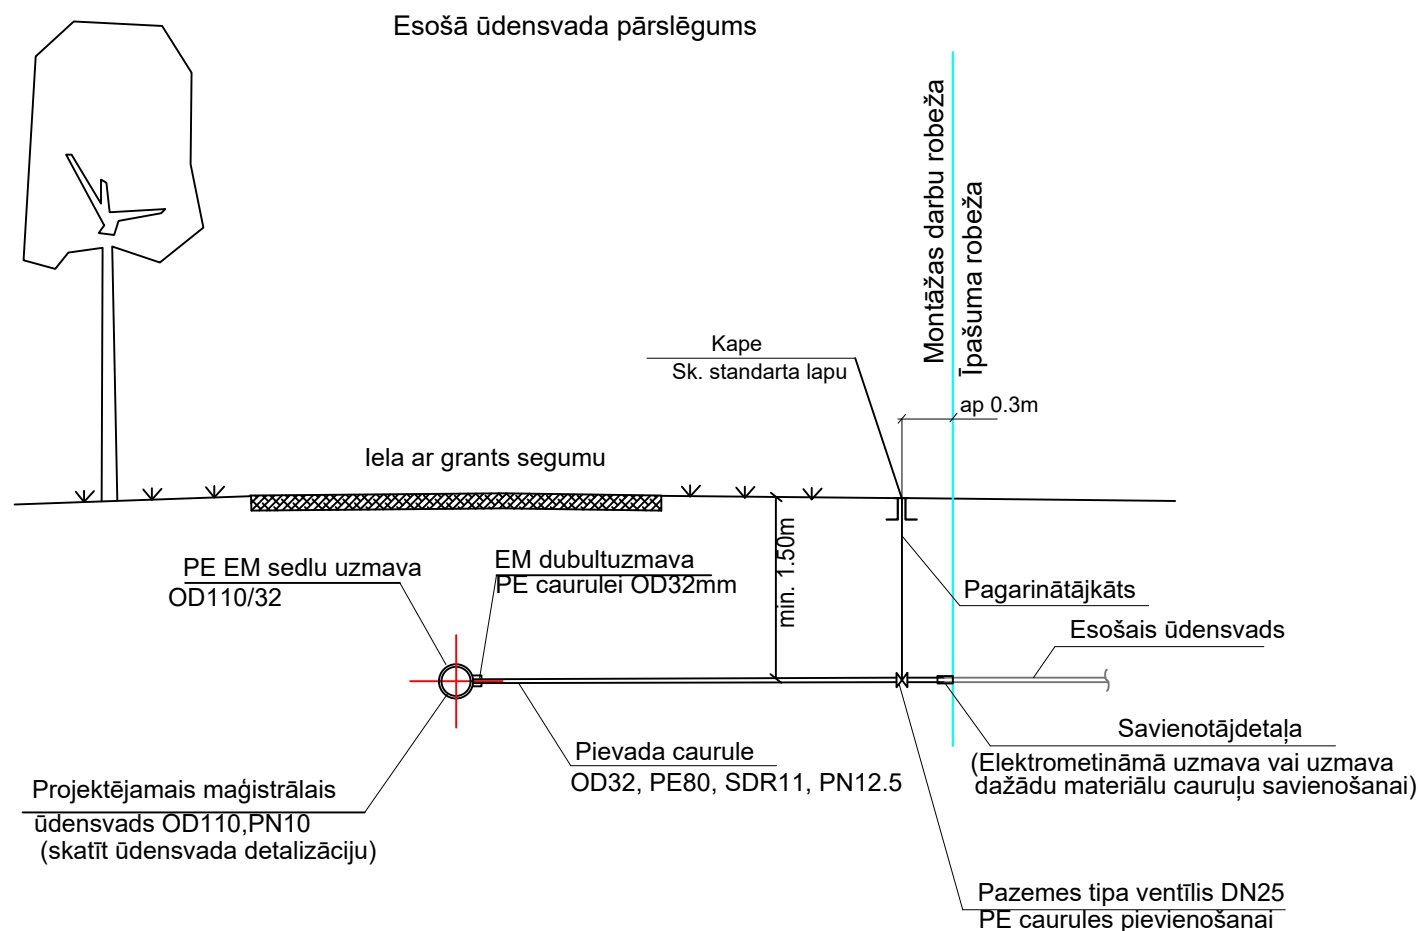 Esošā ūdensvada pārslēgums
Montāžas darbu robeža
Īpašuma robeža
Kape
Sk. standarta lapu
ap 0.3m
Iela ar grants segumu
min. 1.50m
PE EM sedlu uzmava
OD110/32
EM dubultuzmava
PE caurulei OD32mm
Pagarinātājkāts
Esošais ūdensvads
Savienotājdetaļa
(Elektrometināmā uzmava vai uzmava
dažādu materiālu cauruļu savienošanai)
Pievada caurule
OD32, PE80, SDR11, PN12.5
Projektējamais maģistrālais
ūdensvads OD110,PN10
(skatīt ūdensvada detalizāciju)
Pazemes tipa ventīlis DN25
PE caurules pievienošanai